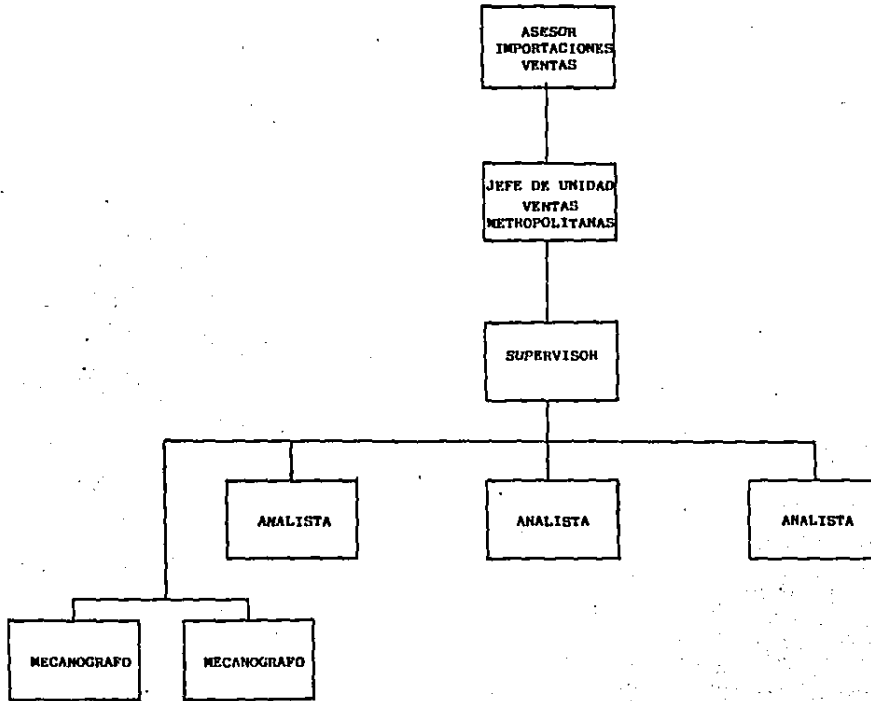 ASESOR
IMPORTACIONES
VENTAS
JEFE DE UNIDAD
VENTAS
METROPOLITANAS
SUPERVISOR
ANALISTA
ANALISTA
ANALISTA
MECANOGRAFO
MECANOGRAFO